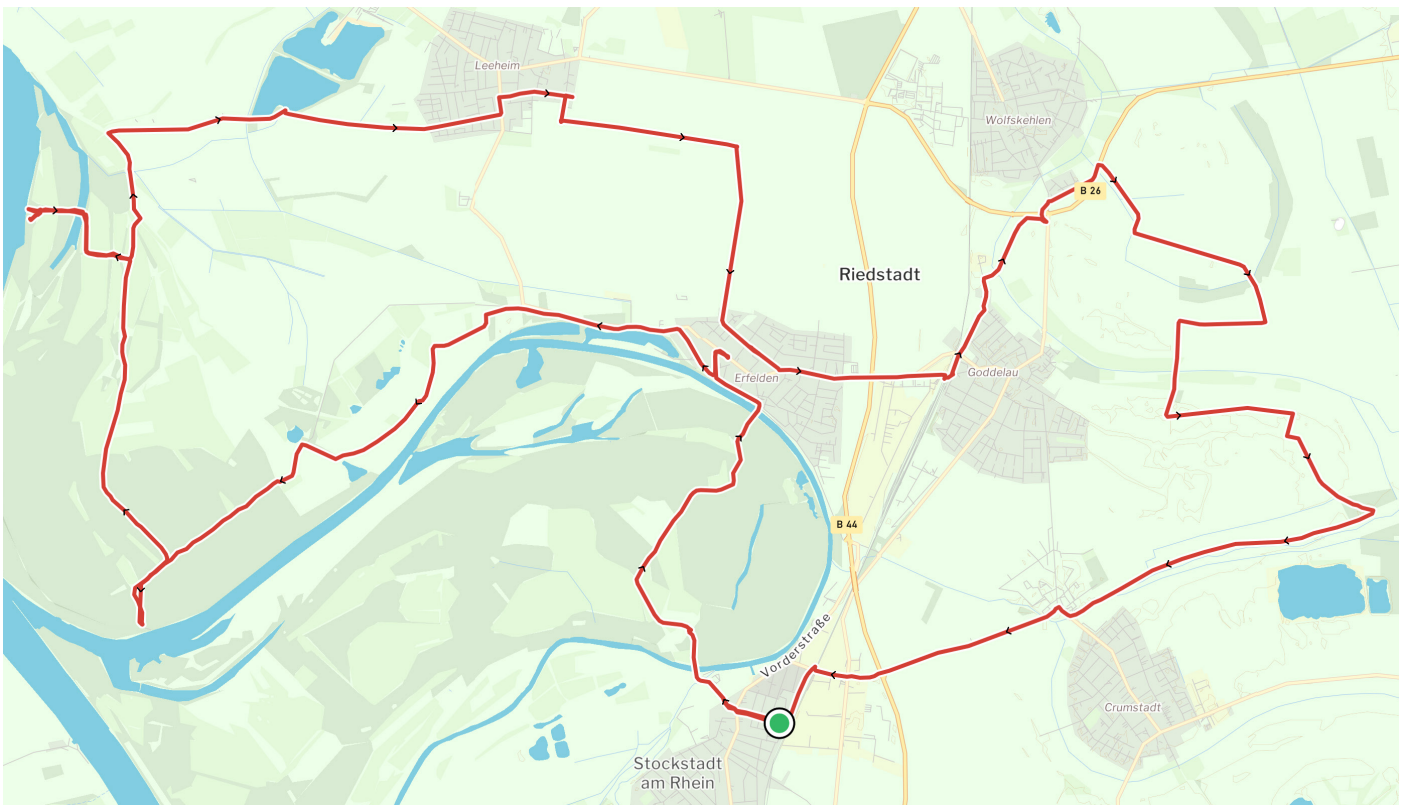 Leeheim
Wolfskehlen
B 26
Riedstadt
Erfelden
Goddelau
B 44
Vorderstraße
Crumstadt
Stockstadt
am Rhein